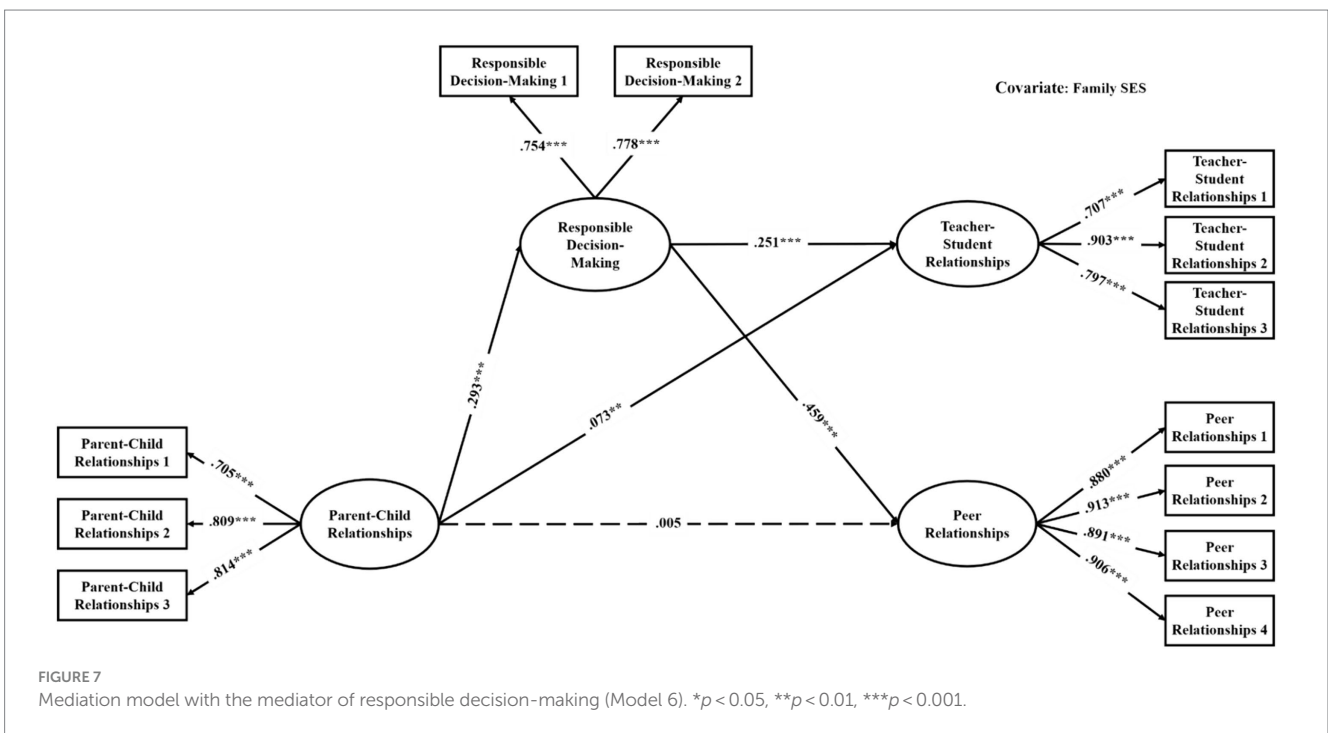 Responsible
Decision-Making 1
Responsible
Decision-Making 2
Covariate: Family SES
.754***
.778***
Teacher-
Student
Relationships 1
Responsible
Decision-
Making
.251***
Teacher-
Student
Relationships
.707***
.903***
.797***
Teacher-
Student
Relationships 2
Teacher-
Student
Relationships 3
.293***
.073**
.459***
Parent-Child
Relationships 1
Parent-Child
Relationships 2
Parent-Child
Relationships 3
.705***
.809***
.814***
Parent-Child
Relationships
.005
Peer
Relationships
.880***
.913***
.891***
.906***
Peer
Relationships 1
Peer
Relationships 2
Peer
Relationships 3
Peer
Relationships 4
FIGURE 7
Mediation model with the mediator of responsible decision-making (Model 6). *p < 0.05, **p < 0.01, ***p < 0.001.